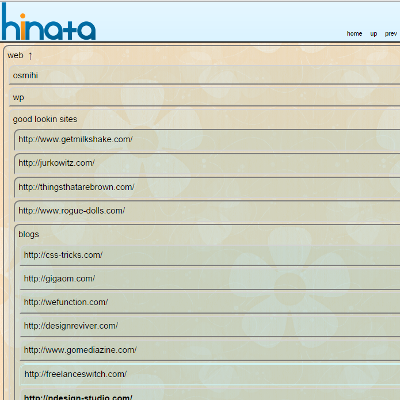 hinata
home up prev
web ↑
osmihi
wp
good lookin sites
http://www.getmilkshake.com/
http://jurkowitz.com/
http://thingsthatarebrown.com/
http://www.rogue-dolls.com/
blogs
http://css-tricks.com/
http://gigaom.com/
http://wefunction.com/
http://designreviver.com/
http://www.gomediazine.com/
http://freelanceswitch.com/
http://ndesign-studio.com/